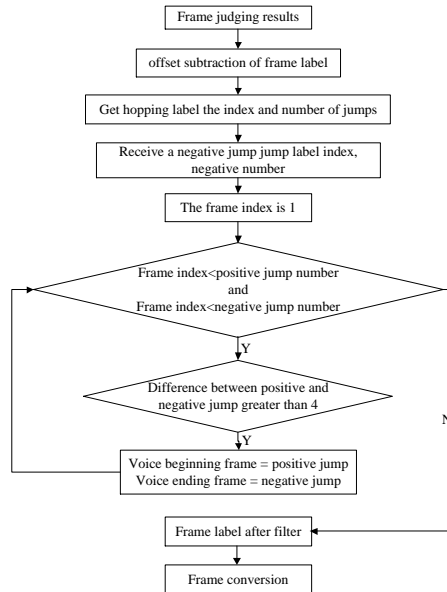 Frame judging results
offset subtraction of frame label
Get hopping label the index and number of jumps
Receive a negative jump jump label index,
negative number
The frame index is 1
Frame index<positive jump number
and
Frame index<negative jump number
Y
Difference between positive and
negative jump greater than 4
N
Y
Voice beginning frame = positive jump
Voice ending frame = negative jump
Frame label after filter
Frame conversion